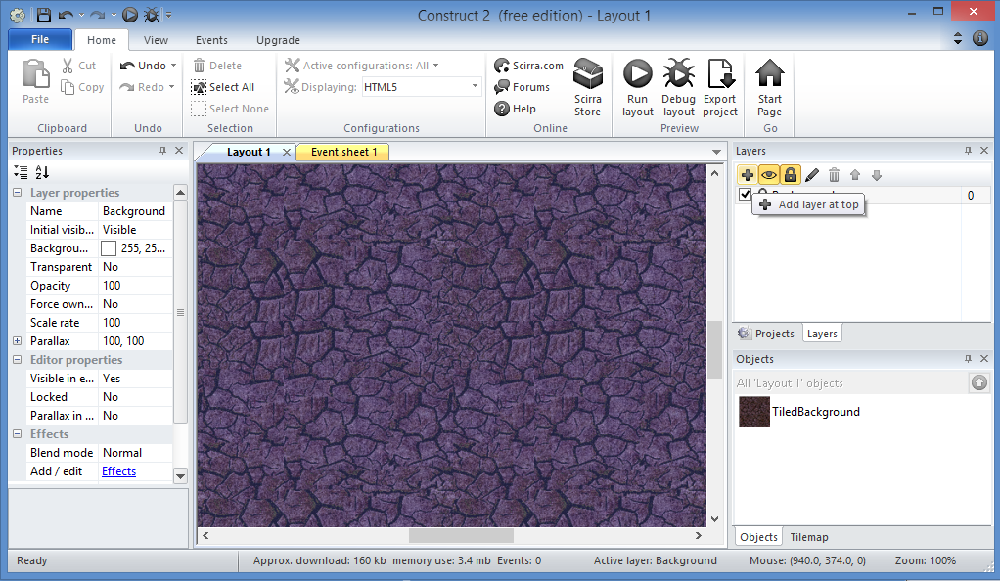 Construct 2 (free edition) - Layout 1
File Home View Events Upgrade
Paste Cut Copy Clipboard
Undo Redo Undo
Delete Select All Select None Selection
Active configurations: All
Displaying: HTML5
Configurations
Scirra.com Forums Help Scirra Store Online
Run layout Debug layout Export project Preview
Start Page Go
Properties
Layer properties
Name Background
Initial visib... Visible
Backgrou... 255, 25...
Transparent No
Opacity 100
Force own... No
Scale rate 100
Parallax 100, 100
Editor properties
Visible in e... Yes
Locked No
Parallax in ... No
Effects
Blend mode Normal
Add / edit Effects
Layout 1 Event sheet 1
Layers
0
Add layer at top
Projects Layers
Objects
All 'Layout 1' objects
TiledBackground
Objects Tilemap
Ready Approx. download: 160 kb memory use: 3.4 mb Events: 0 Active layer: Background Mouse: (940.0, 374.0, 0) Zoom: 100%